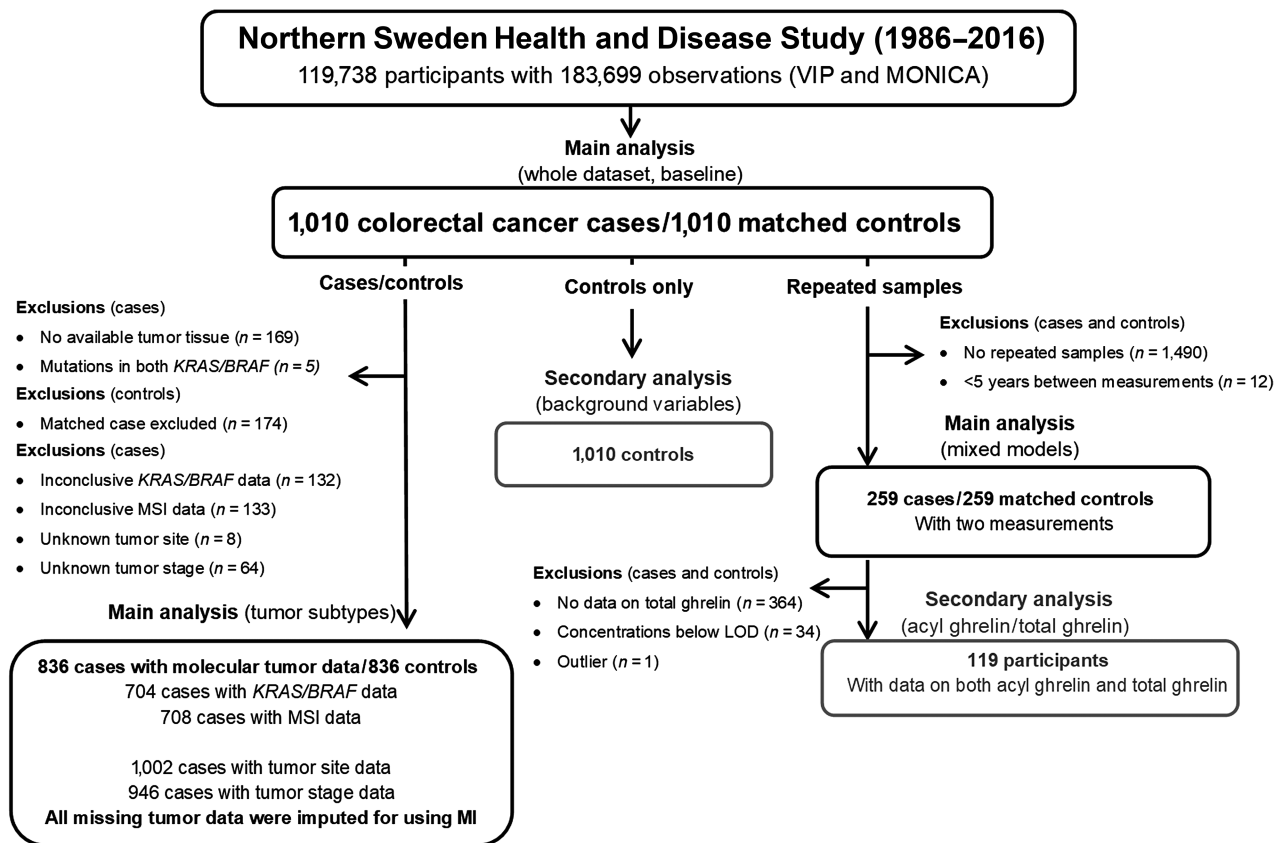 Northern Sweden Health and Disease Study (1986–2016)
119,738 participants with 183,699 observations (VIP and MONICA)
Main analysis
(whole dataset, baseline)
1,010 colorectal cancer cases/1,010 matched controls
Cases/controls
Exclusions (cases)
• No available tumor tissue (n = 169)
• Mutations in both KRAS/BRAF (n = 5)
Exclusions (controls)
• Matched case excluded (n = 174)
Exclusions (cases)
• Inconclusive KRAS/BRAF data (n = 132)
• Inconclusive MSI data (n = 133)
• Unknown tumor site (n = 8)
• Unknown tumor stage (n = 64)
Main analysis (tumor subtypes)
836 cases with molecular tumor data/836 controls
704 cases with KRAS/BRAF data
708 cases with MSI data
1,002 cases with tumor site data
946 cases with tumor stage data
All missing tumor data were imputed for using MI
Controls only
Secondary analysis
(background variables)
1,010 controls
Repeated samples
Exclusions (cases and controls)
• No repeated samples (n = 1,490)
• <5 years between measurements (n = 12)
Main analysis
(mixed models)
259 cases/259 matched controls
With two measurements
Exclusions (cases and controls)
• No data on total ghrelin (n = 364)
• Concentrations below LOD (n = 34)
• Outlier (n = 1)
Secondary analysis
(acyl ghrelin/total ghrelin)
119 participants
With data on both acyl ghrelin and total ghrelin